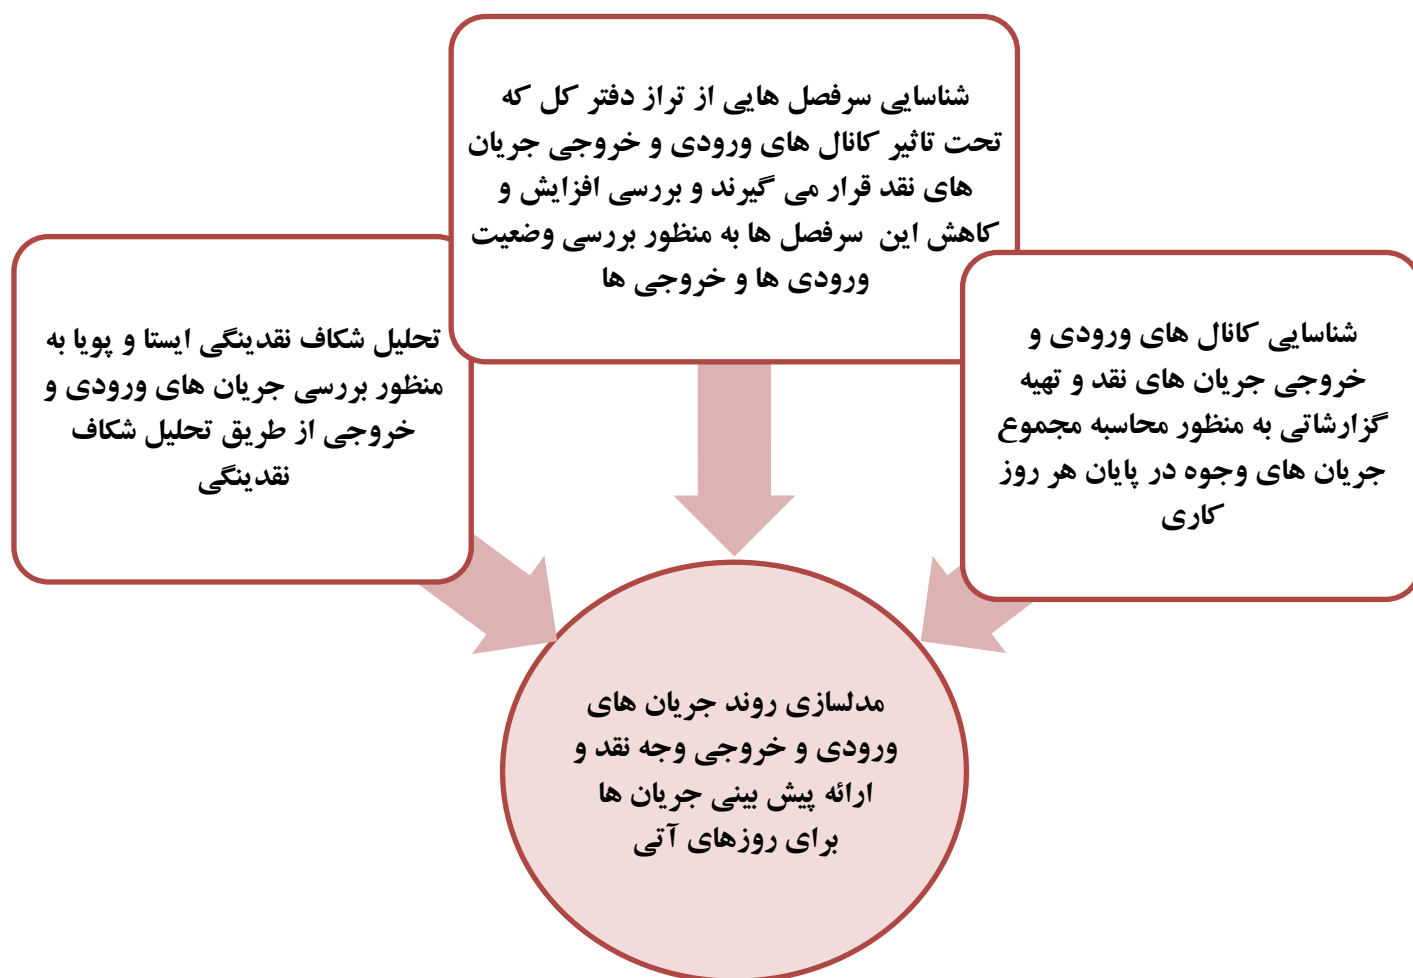 شناسایی سرفصل هایی از تراز دفتر کل که
تحت تاثیر کانال های ورودی و خروجی جریان
های نقد قرار می گیرند و بررسی افزایش و
کاهش این سرفصل ها به منظور بررسی وضعیت
ورودی ها و خروجی ها
شناسایی کانال های ورودی و
خروجی جریان های نقد و تهیه
گزارشاتی به منظور محاسبه مجموع
جریان های وجوه در پایان هر روز
کاری
تحلیل شکاف نقدینگی ایستا و پویا به
منظور بررسی جریان های ورودی و
خروجی از طریق تحلیل شکاف
نقدینگی
مدلسازی روند جریان های
ورودی و خروجی وجه نقد و
ارائه پیش بینی جریان ها
برای روزهای آتی